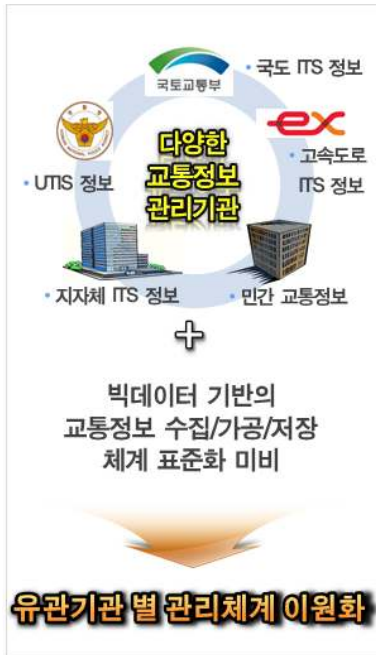 국토교통부
• 국도 ITS 정보
ex
다양한
교통정보
관리기관
• UTIS 정보
• 고속도로
ITS 정보
• 지자체 ITS 정보
• 민간 교통정보
+
빅데이터 기반의
교통정보 수집/가공/저장
체계 표준화 미비
유관기관 별 관리체계 이원화